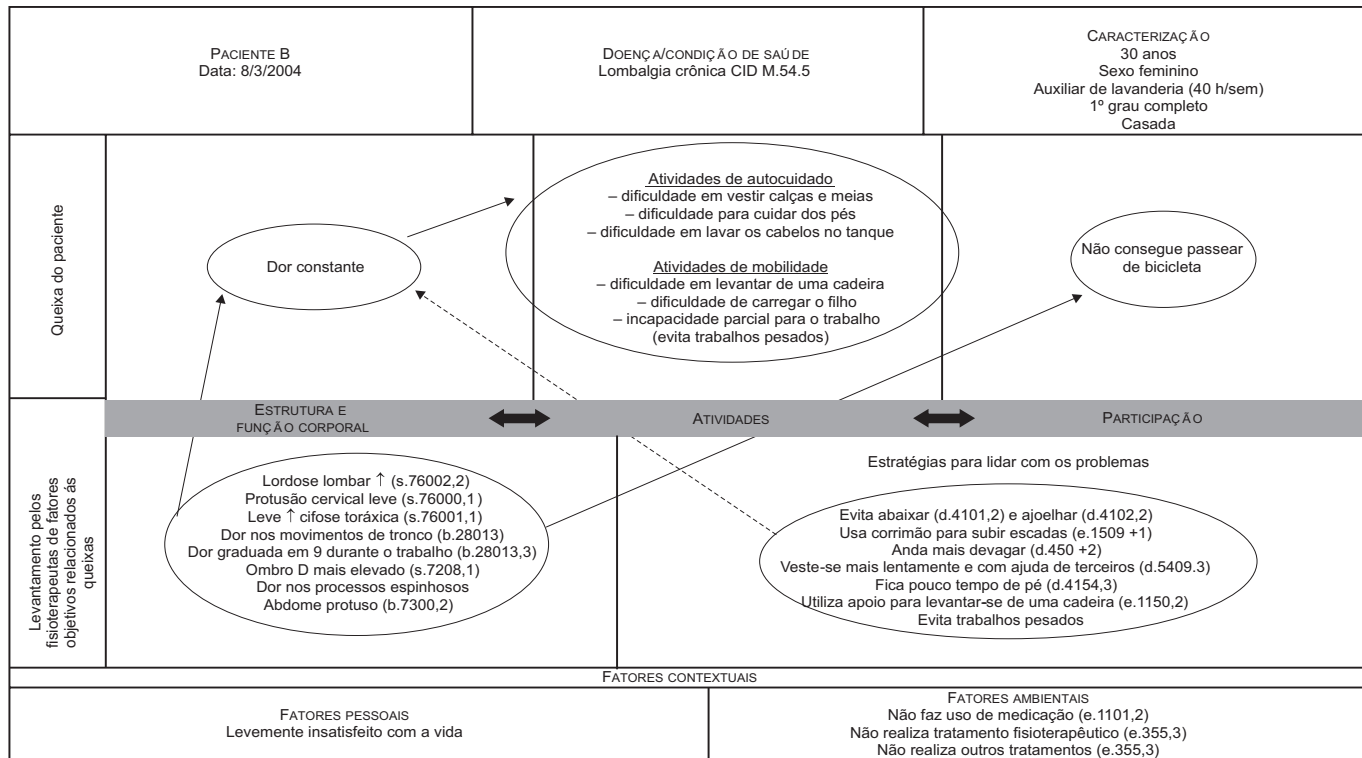 PACIENTE B
Data: 8/3/2004
DOENÇA/CONDIÇÃO DE SAÚDE
Lombalgia crônica CID M.54.5
CARACTERIZAÇÃO
30 anos
Sexo feminino
Auxiliar de lavanderia (40 h/sem)
1º grau completo
Casada
Queixa do paciente
Dor constante
Atividades de autocuidado
– dificuldade em vestir calças e meias
– dificuldade para cuidar dos pés
– dificuldade em lavar os cabelos no tanque
Atividades de mobilidade
– dificuldade em levantar de uma cadeira
– dificuldade de carregar o filho
– incapacidade parcial para o trabalho
(evita trabalhos pesados)
Não consegue passear
de bicicleta
ESTRUTURA E
FUNÇÃO CORPORAL
ATIVIDADES
PARTICIPAÇÃO
Levantamento pelos
fisioterapeutas de fatores
objetivos relacionados ás
queixas
Lordose lombar ↑ (s.76002,2)
Protusão cervical leve (s.76000,1)
Leve ↑ cifose toráxica (s.76001,1)
Dor nos movimentos de tronco (b.28013)
Dor graduada em 9 durante o trabalho (b.28013,3)
Ombro D mais elevado (s.7208,1)
Dor nos processos espinhosos
Abdome protuso (b.7300,2)
Estratégias para lidar com os problemas
Evita abaixar (d.4101,2) e ajoelhar (d.4102,2)
Usa corrimão para subir escadas (e.1509 +1)
Anda mais devagar (d.450 +2)
Veste-se mais lentamente e com ajuda de terceiros (d.5409.3)
Fica pouco tempo de pé (d.4154,3)
Utiliza apoio para levantar-se de uma cadeira (e.1150,2)
Evita trabalhos pesados
FATORES CONTEXTUAIS
FATORES PESSOAIS
Levemente insatisfeito com a vida
FATORES AMBIENTAIS
Não faz uso de medicação (e.1101,2)
Não realiza tratamento fisioterapêutico (e.355,3)
Não realiza outros tratamentos (e.355,3)